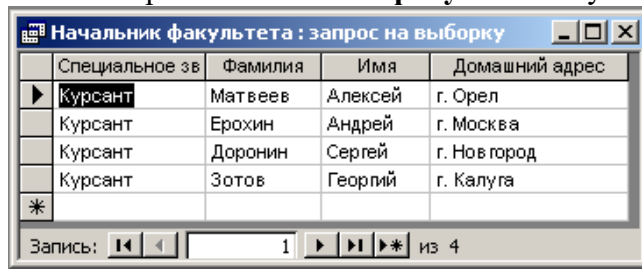 Начальник факультета : запрос на выборку
Специальное зв Фамилия Имя Домашний адрес
Курсант Матвеев Алексей г. Орел
Курсант Ерохин Андрей г. Москва
Курсант Доронин Сергей г. Новгород
Курсант Зотов Георгий г. Калуга
Запись: 1 из 4